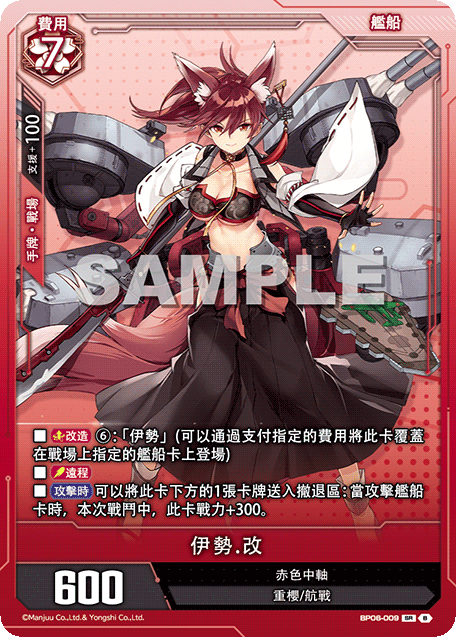 費用
7
艦船
支援+100
手牌・戰場
SAMPLE
■ 改造 ⑥:「伊勢」(可以通過支付指定的費用將此卡覆蓋
在戰場上指定的艦船卡上登場)
■ 遠程
■ 攻擊時 可以將此卡下方的1張卡牌送入撤退區:當攻擊艦船
卡時，本次戰鬥中，此卡戰力+300。
伊勢.改
600
赤色中軸
重櫻/航戰
©Manjuu Co.,Ltd.& Yongshi Co.,Ltd.
BP06-009 SR B